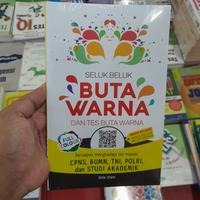 SELUK BELUK
BUTA
WARNA
DAN TES BUTA WARNA
FULL
COLOR
Persiapan menghadapi tes masuk
CPNS, BUMN, TNI, POLRI,
dan STUDI AKADEMIK